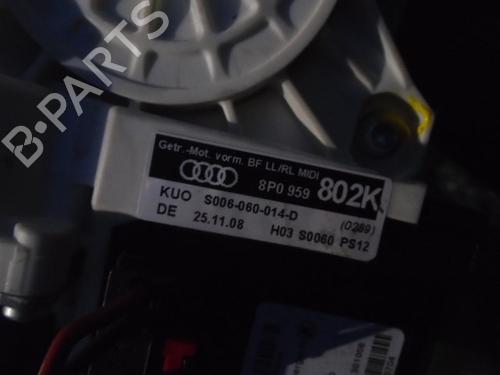 B-PARTS
Getr.-Mot. vorm. BF LL/RL MIDI
8P0 959 802K
KUO S006-060-014-D (0289)
DE 25.11.08 H03 S0060 PS12
301008